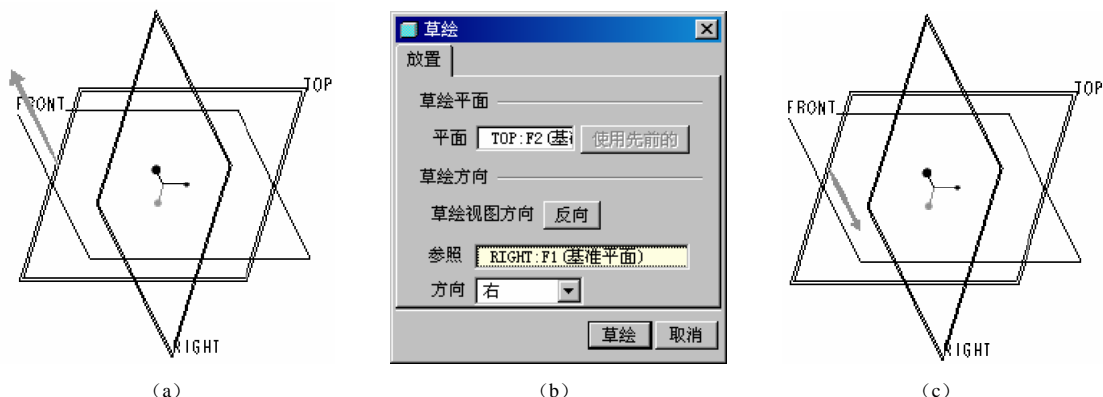 TOP
FRONT
RIGHT
(a)
草绘
放置
草绘平面
平面 TOP:F2(基 使用先前的
草绘方向
草绘视图方向 反向
参照 RIGHT:F1(基准平面)
方向 右
草绘 取消
(b)
TOP
FRONT
RIGHT
(c)